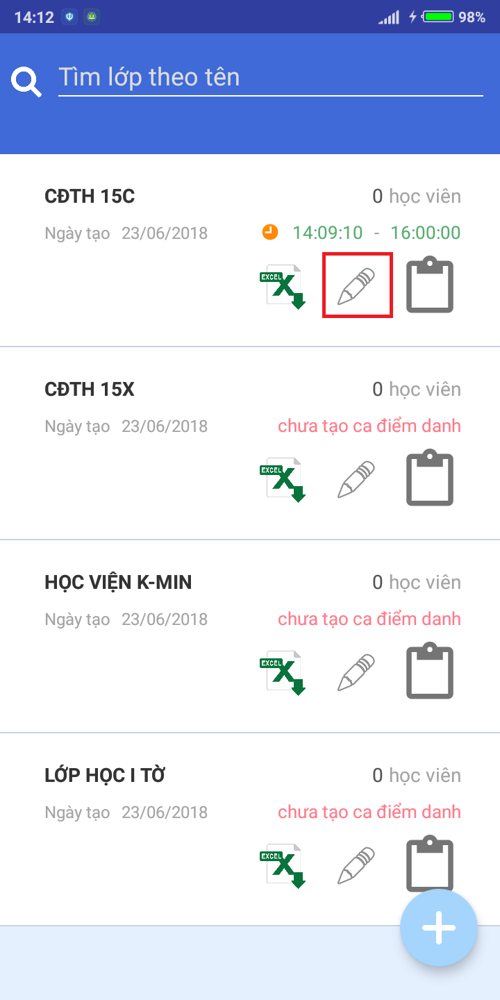 14:12 98%
Tìm lớp theo tên
CĐTH 15C 0 học viên
Ngày tạo 23/06/2018 14:09:10 - 16:00:00
EXCEL X
CĐTH 15X 0 học viên
Ngày tạo 23/06/2018 chưa tạo ca điểm danh
EXCEL X
HỌC VIỆN K-MIN 0 học viên
Ngày tạo 23/06/2018 chưa tạo ca điểm danh
EXCEL X
LỚP HỌC I TỜ 0 học viên
Ngày tạo 23/06/2018 chưa tạo ca điểm danh
EXCEL X